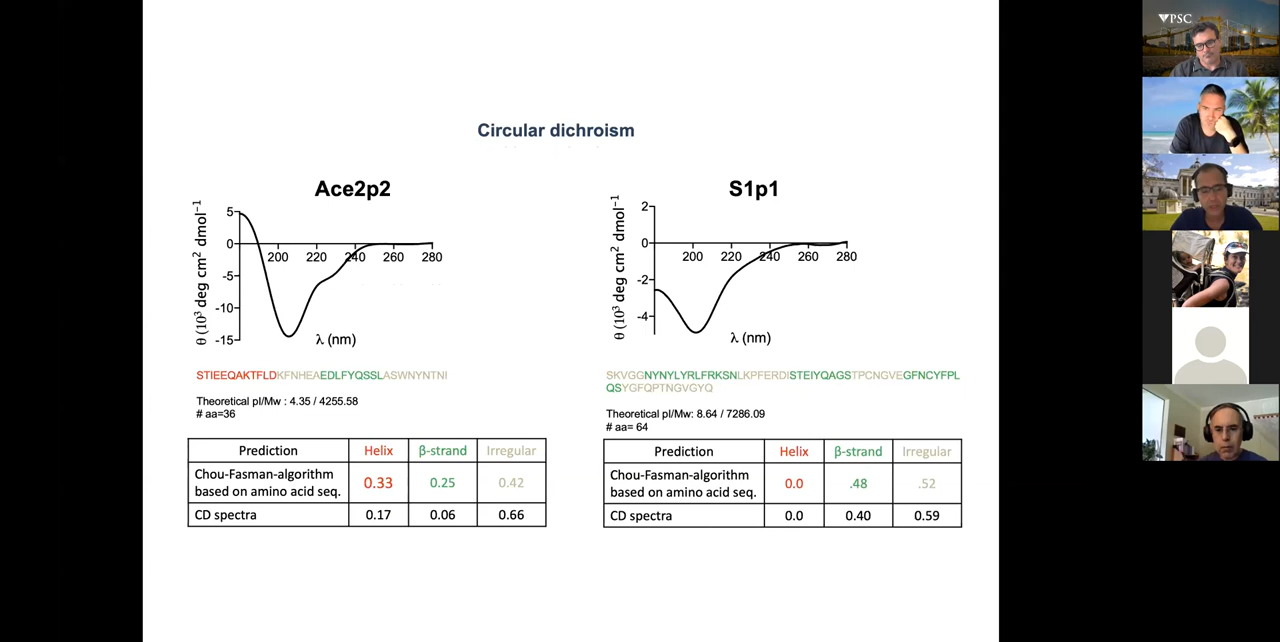 PSC
Circular dichroism
Ace2p2
θ (10³ deg cm² dmol⁻¹
5
0
-5
-10
-15
200
220
240
260
280
λ (nm)
STIEEQAKTFLDKFNHEAEDLFYQSSLASWNYNTNI
Theoretical pI/Mw : 4.35 / 4255.58
# aa=36
Prediction Helix β-strand Irregular
Chou-Fasman-algorithm
based on amino acid seq. 0.33 0.25 0.42
CD spectra 0.17 0.06 0.66
S1p1
θ (10³ deg cm² dmol⁻¹
2
0
-2
-4
200
220
240
260
280
λ (nm)
SKVGGNYNYLYRLFRKSNLKPFERDISTEIYQAGSTPCNGVEGFNCYFPL
QSYGFQPTNGVGYQ
Theoretical pI/Mw: 8.64 / 7286.09
# aa= 64
Prediction Helix β-strand Irregular
Chou-Fasman-algorithm
based on amino acid seq. 0.0 .48 .52
CD spectra 0.0 0.40 0.59